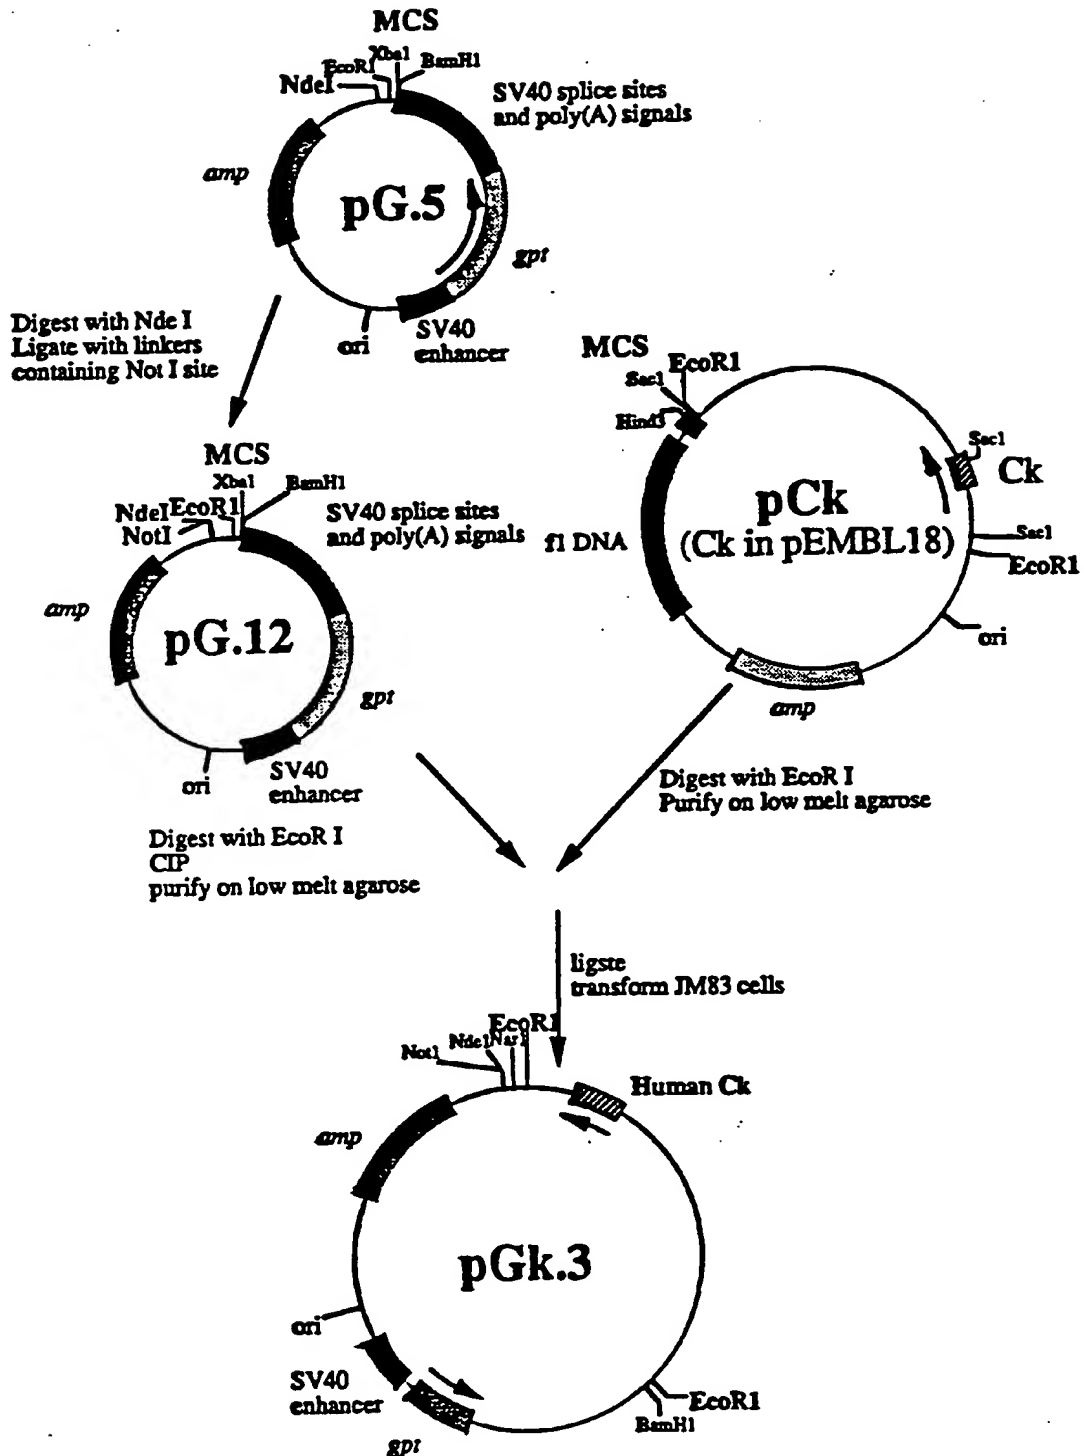 MCS
Xba1
EcoR1
BamH1
NdeI
SV40 splice sites
and poly(A) signals
amp
pG.5
gpt
ori
SV40
enhancer
Digest with Nde I
Ligate with linkers
containing Not I site
MCS
EcoR1
Sac1
Hind3
Sac1
Ck
pCk
(Ck in pEMBL18)
f1 DNA
Sac1
EcoR1
ori
amp
MCS
Xba1
BamH1
NdeI
EcoR1
NotI
SV40 splice sites
and poly(A) signals
amp
pG.12
gpt
ori
SV40
enhancer
Digest with EcoR I
CIP
purify on low melt agarose
Digest with EcoR I
Purify on low melt agarose
ligste
transform JM83 cells
EcoR1
Nde1
Nar1
Not1
Human Ck
amp
pGk.3
ori
SV40
enhancer
gpt
EcoR1
BamH1